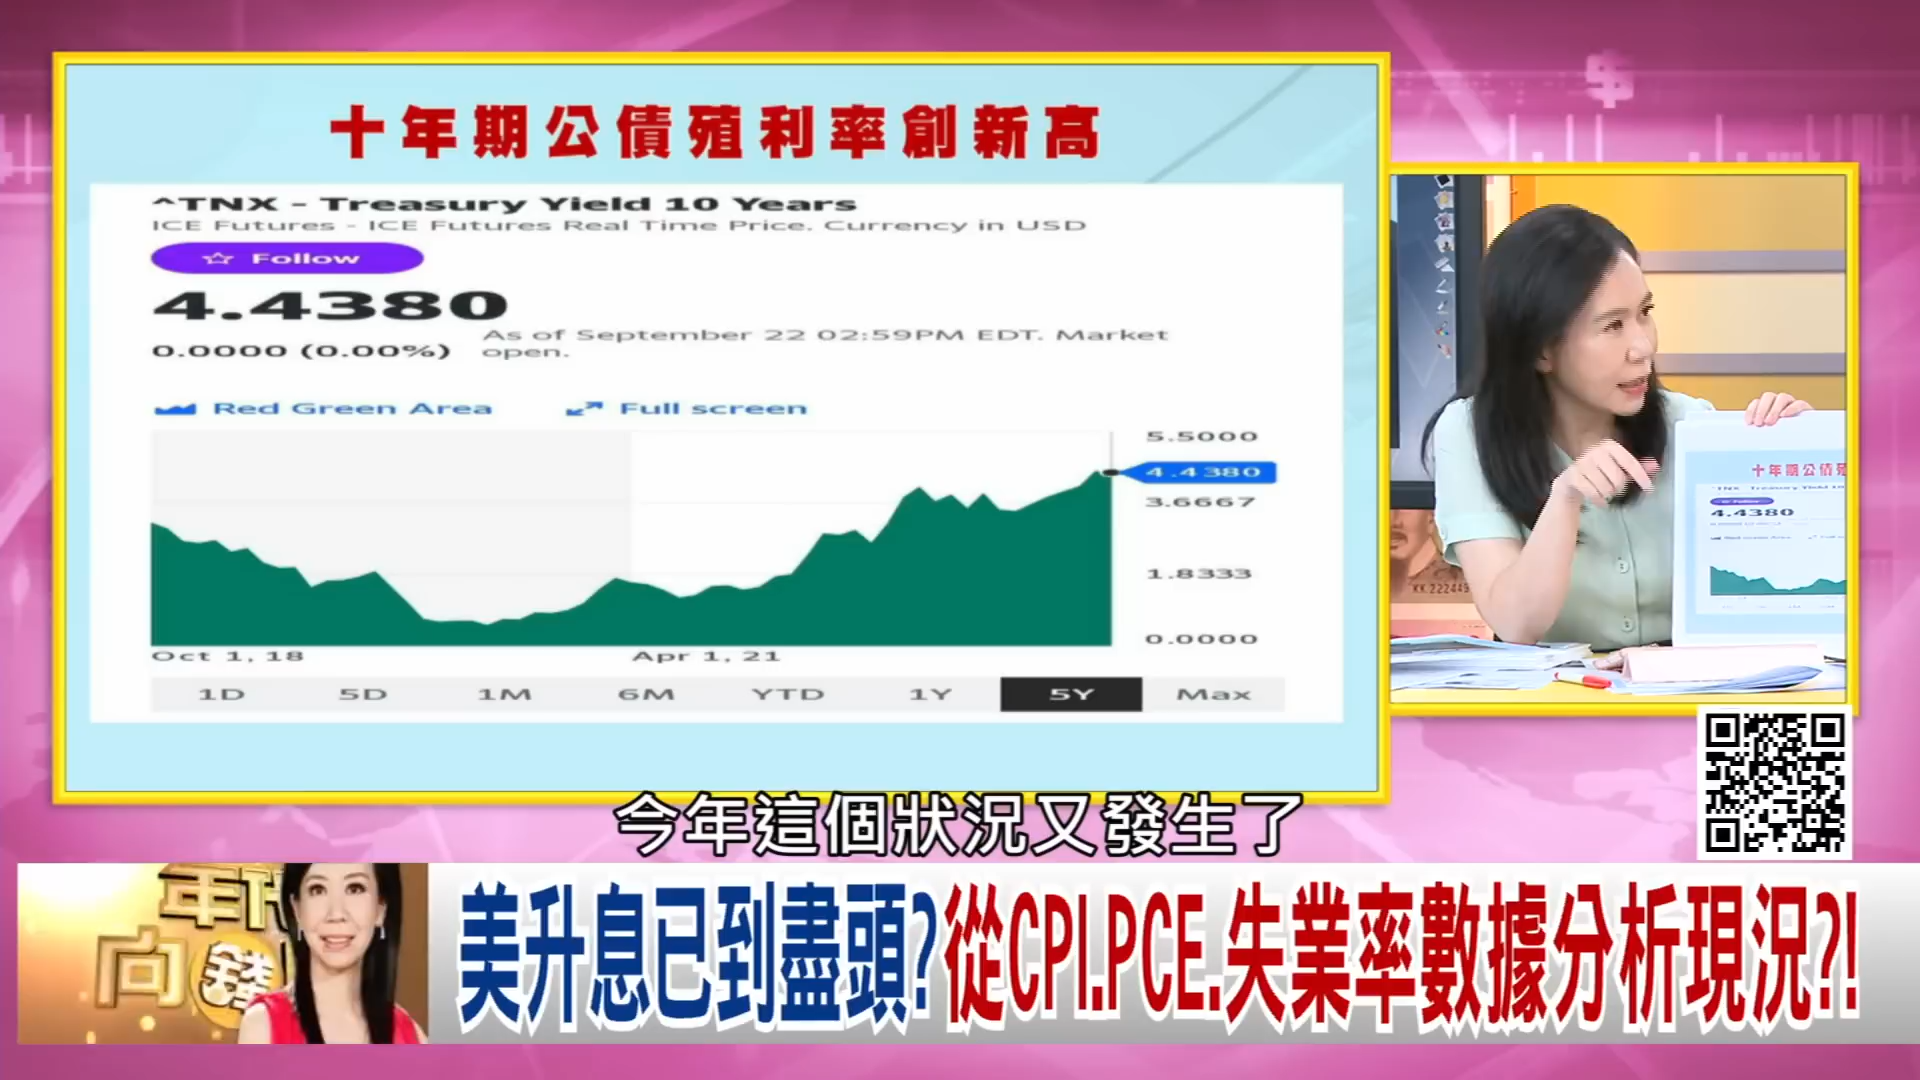 十年期公債殖利率創新高
^TNX - Treasury Yield 10 Years
ICE Futures - ICE Futures Real Time Price. Currency in USD
Follow
4.4380
0.0000 (0.00%)
As of September 22 02:59PM EDT. Market
open.
Red Green Area
Full screen
5.5000
4.4380
3.6667
1.8333
0.0000
Oct 1, 18
Apr 1, 21
1D 5D 1M 6M YTD 1Y 5Y Max
十年期公債殖
4.4380
今年這個狀況又發生了
年代
向錢
美升息已到盡頭?從CPI.PCE.失業率數據分析現況?!